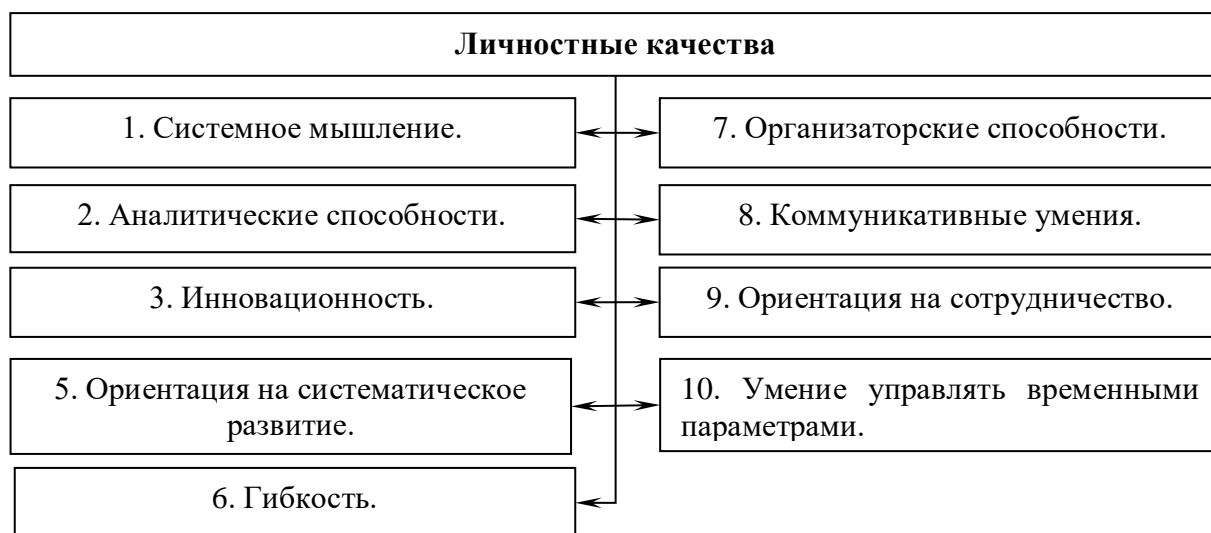 Личностные качества
1. Системное мышление.
2. Аналитические способности.
3. Инновационность.
5. Ориентация на систематическое
развитие.
6. Гибкость.
7. Организаторские способности.
8. Коммуникативные умения.
9. Ориентация на сотрудничество.
10. Умение управлять временными
параметрами.